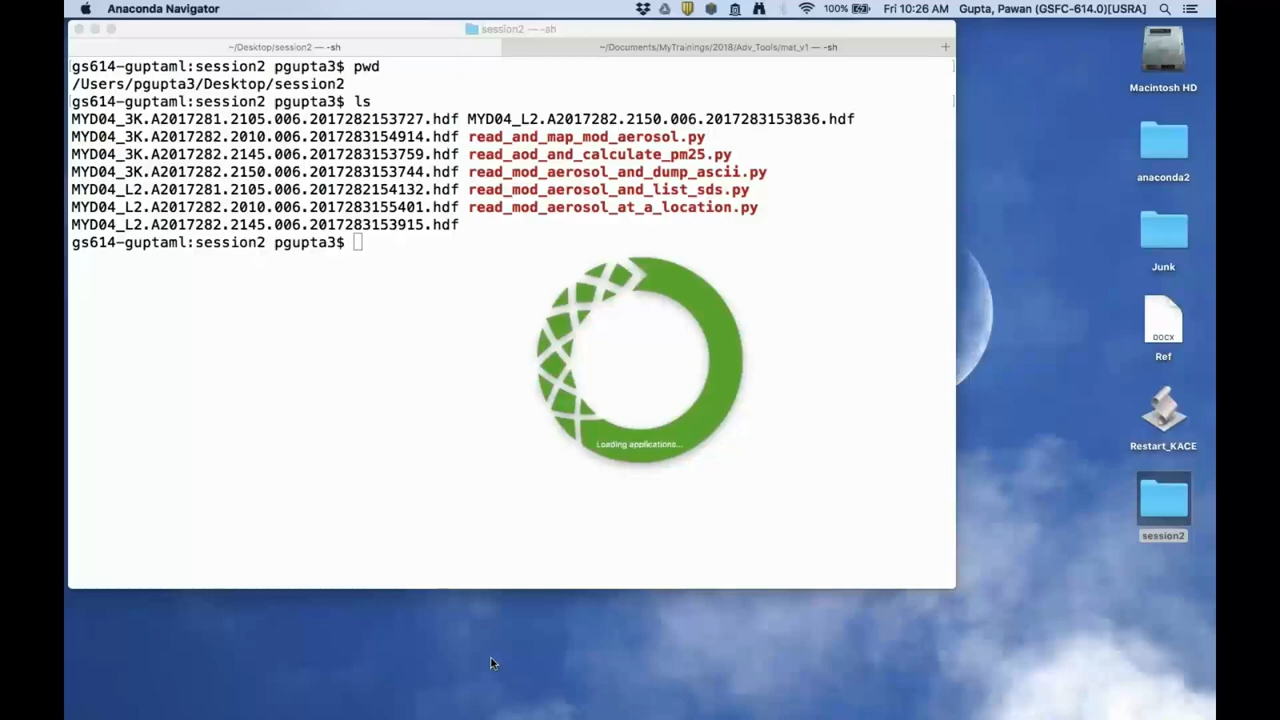 Anaconda Navigator
100%
Fri 10:26 AM Gupta, Pawan (GSFC-614.0)[USRA]
session2 — -sh
~/Desktop/session2 — -sh
~/Documents/MyTrainings/2018/Adv_Tools/mat_v1 — -sh
gs614-guptaml:session2 pgupta3$ pwd
/Users/pgupta3/Desktop/session2
gs614-guptaml:session2 pgupta3$ ls
MYD04_3K.A2017281.2105.006.2017282153727.hdf MYD04_L2.A2017282.2150.006.2017283153836.hdf
MYD04_3K.A2017282.2010.006.2017283154914.hdf read_and_map_mod_aerosol.py
MYD04_3K.A2017282.2145.006.2017283153759.hdf read_aod_and_calculate_pm25.py
MYD04_3K.A2017282.2150.006.2017283153744.hdf read_mod_aerosol_and_dump_ascii.py
MYD04_L2.A2017281.2105.006.2017282154132.hdf read_mod_aerosol_and_list_sds.py
MYD04_L2.A2017282.2010.006.2017283155401.hdf read_mod_aerosol_at_a_location.py
MYD04_L2.A2017282.2145.006.2017283153915.hdf
gs614-guptaml:session2 pgupta3$
Loading applications...
Macintosh HD
anaconda2
Junk
DOCX
Ref
Restart_KACE
session2